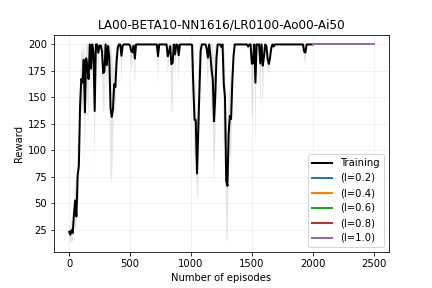 LA00-BETA10-NN1616/LR0100-Ao00-Ai50
200
175
150
125
100
75
50
25
Reward
0
500
1000
1500
2000
2500
Number of episodes
Training
(l=0.2)
(l=0.4)
(l=0.6)
(l=0.8)
(l=1.0)